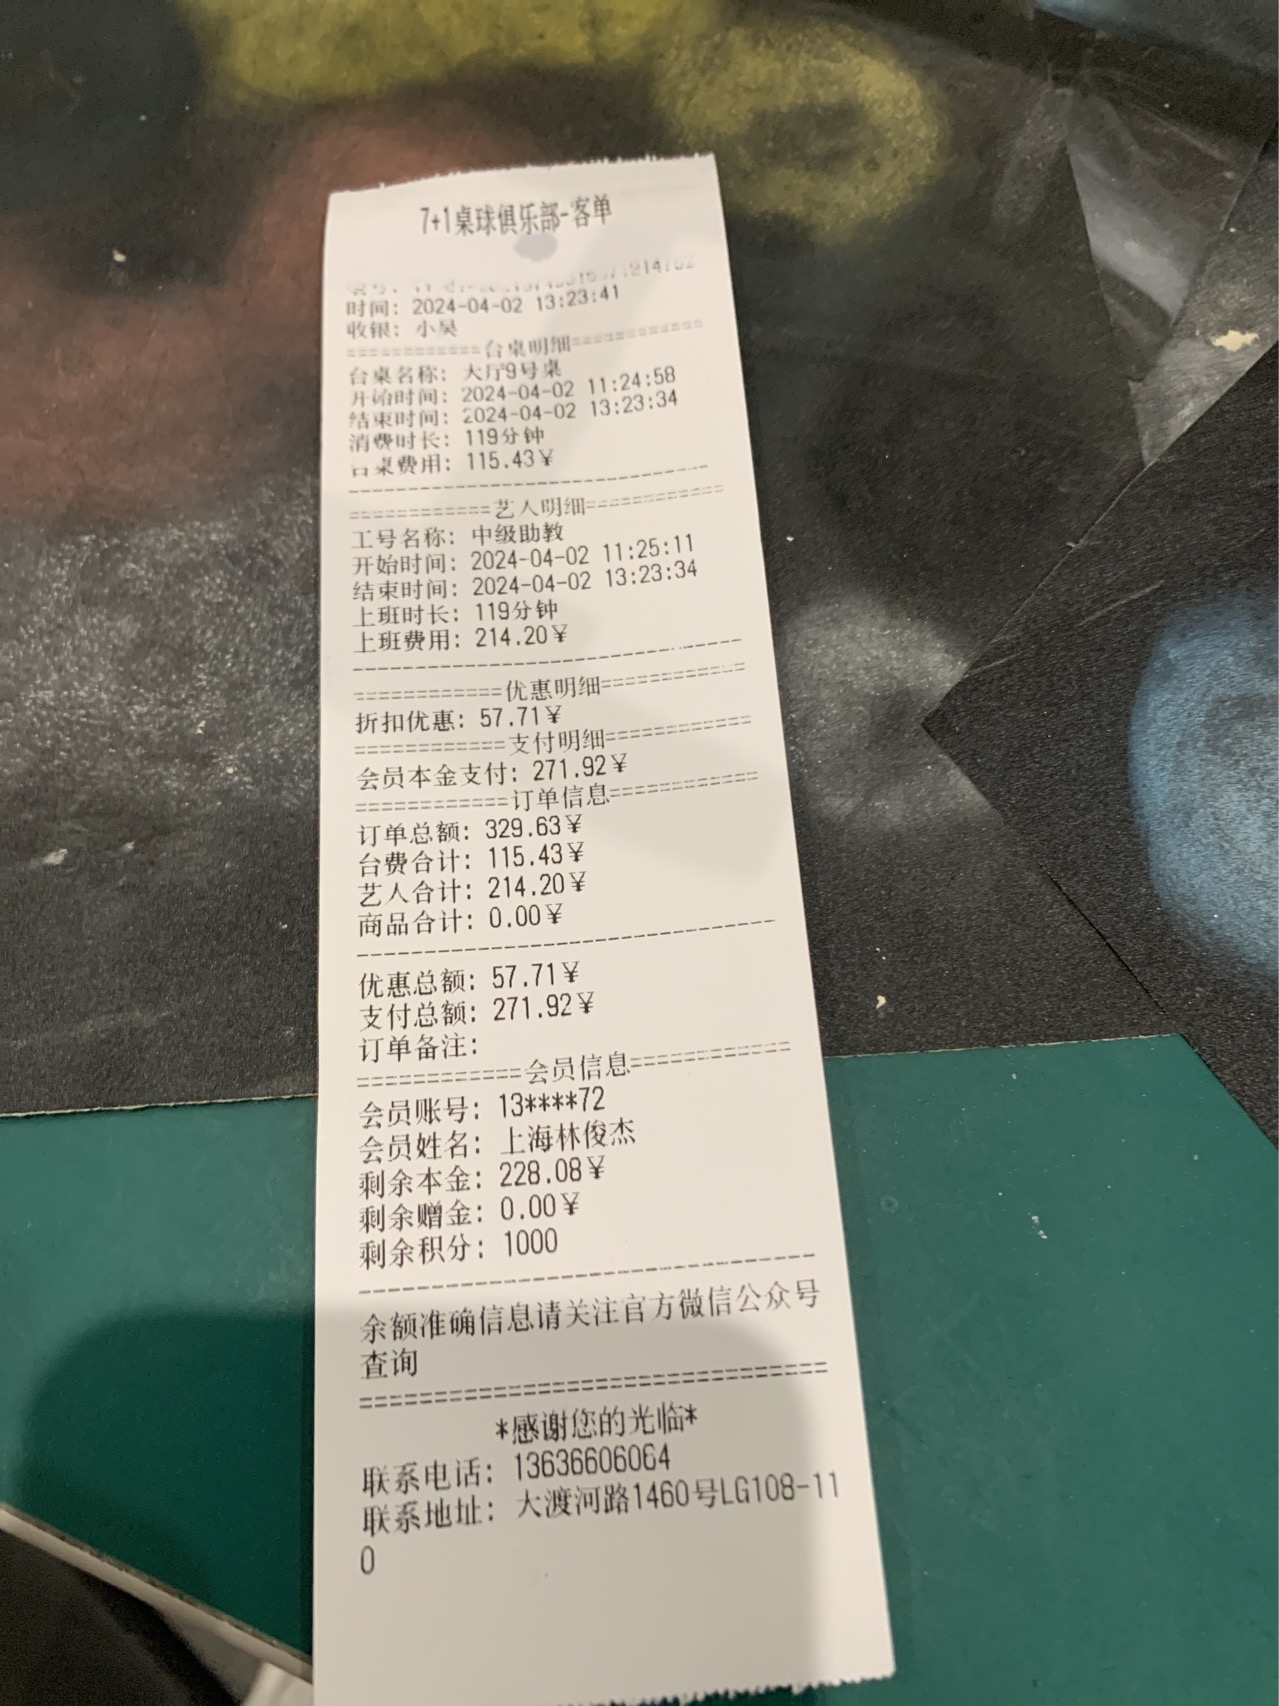 7+1桌球俱乐部-客单
时间: 2024-04-02 13:23:41
收银: 小吴
============台桌明细============
台桌名称: 大厅9号桌
开始时间: 2024-04-02 11:24:58
结束时间: 2024-04-02 13:23:34
消费时长: 119分钟
台桌费用: 115.43¥
--------------------------------
============艺人明细============
工号名称: 中级助教
开始时间: 2024-04-02 11:25:11
结束时间: 2024-04-02 13:23:34
上班时长: 119分钟
上班费用: 214.20¥
--------------------------------
============优惠明细============
折扣优惠: 57.71¥
============支付明细============
会员本金支付: 271.92¥
============订单信息============
订单总额: 329.63¥
台费合计: 115.43¥
艺人合计: 214.20¥
商品合计: 0.00¥
--------------------------------
优惠总额: 57.71¥
支付总额: 271.92¥
订单备注:
============会员信息============
会员账号: 13****72
会员姓名: 上海林俊杰
剩余本金: 228.08¥
剩余赠金: 0.00¥
剩余积分: 1000
--------------------------------
余额准确信息请关注官方微信公众号
查询
================================
*感谢您的光临*
联系电话: 13636606064
联系地址: 大渡河路1460号LG108-11
0